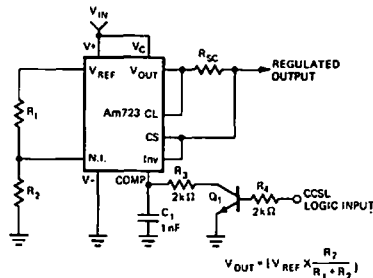 VIN
V+ VC
VREF VOUT
RSC
REGULATED
OUTPUT
Am723 CL
R1
CS
N.I. Inv
V- COMP
R2
R3
2kΩ
Q1
R4
2kΩ
CCSL
LOGIC INPUT
C1
1nF
VOUT = (VREF X R2
R1 + R2 )